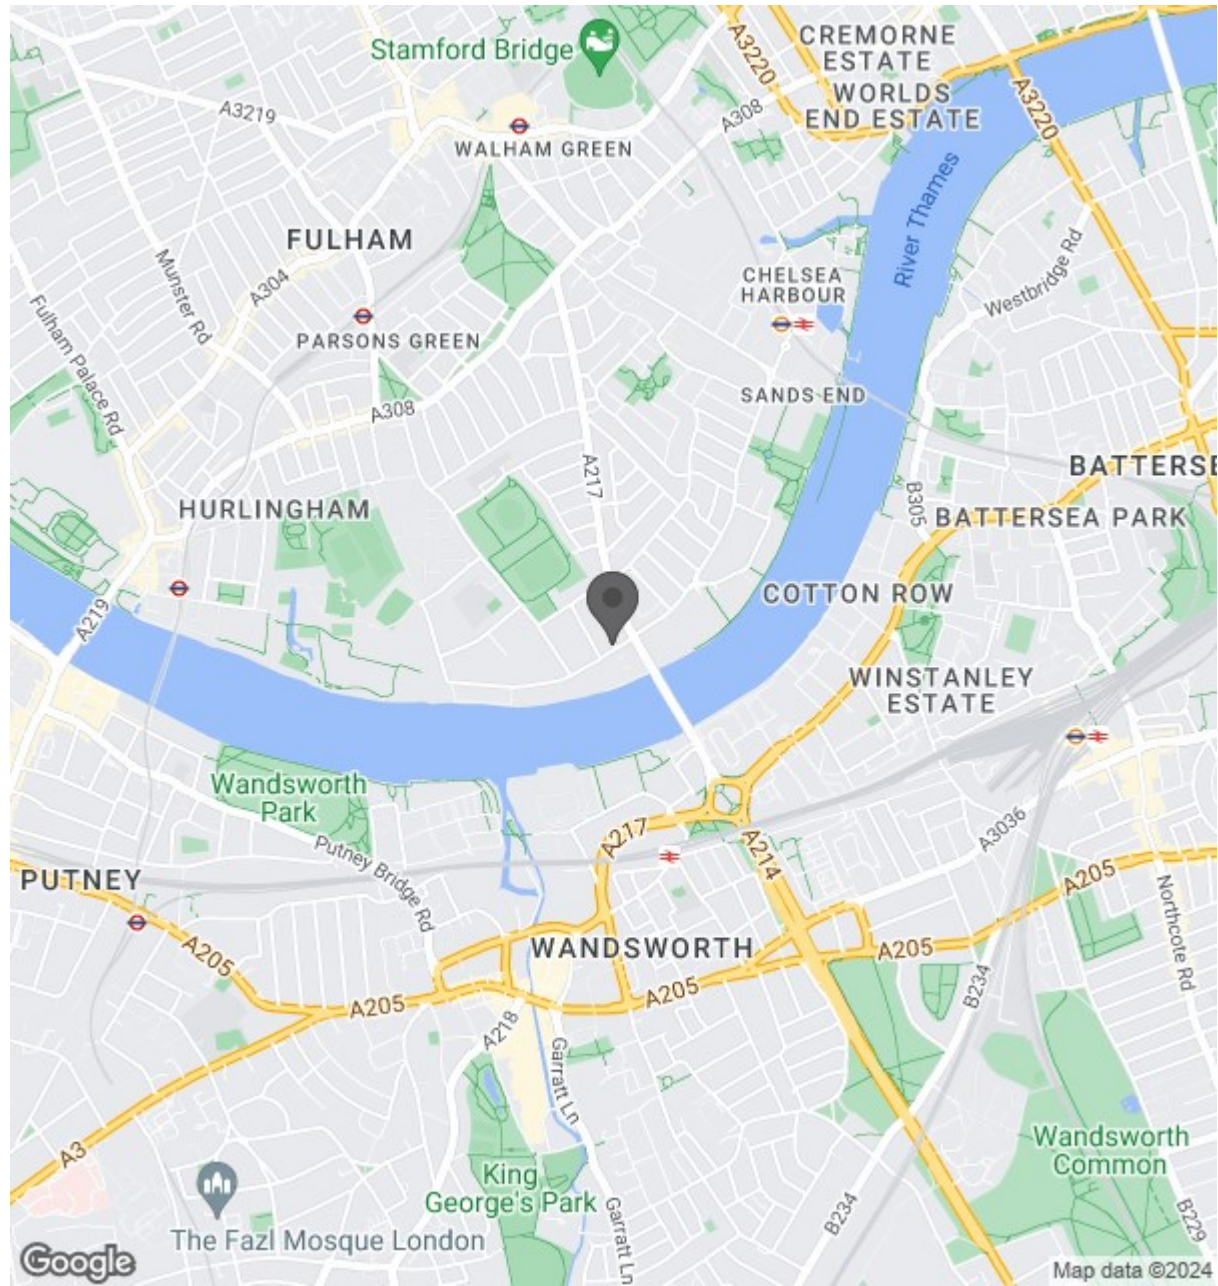 Stamford Bridge
A3220
CREMORNE
ESTATE
WORLDS
END ESTATE
A3219
A308
A3220
WALHAM GREEN
River Thames
FULHAM
Munster Rd
A304
CHELSEA
HARBOUR
Westbridge Rd
Fulham Palace Rd
PARSONS GREEN
SANDS END
A308
A217
BATTERSE
B305
HURLINGHAM
BATTERSEA PARK
A219
COTTON ROW
WINSTANLEY
ESTATE
Wandsworth
Park
A217
A3036
Putney Bridge Rd
A214
PUTNEY
A205
Northcote Rd
WANDSWORTH
A205
A205
A205
A205
B234
A218
Garratt Ln
A3
Wandsworth
Common
King
George's Park
B234
B229
Garratt Ln
The Fazl Mosque London
Google
Map data ©2024